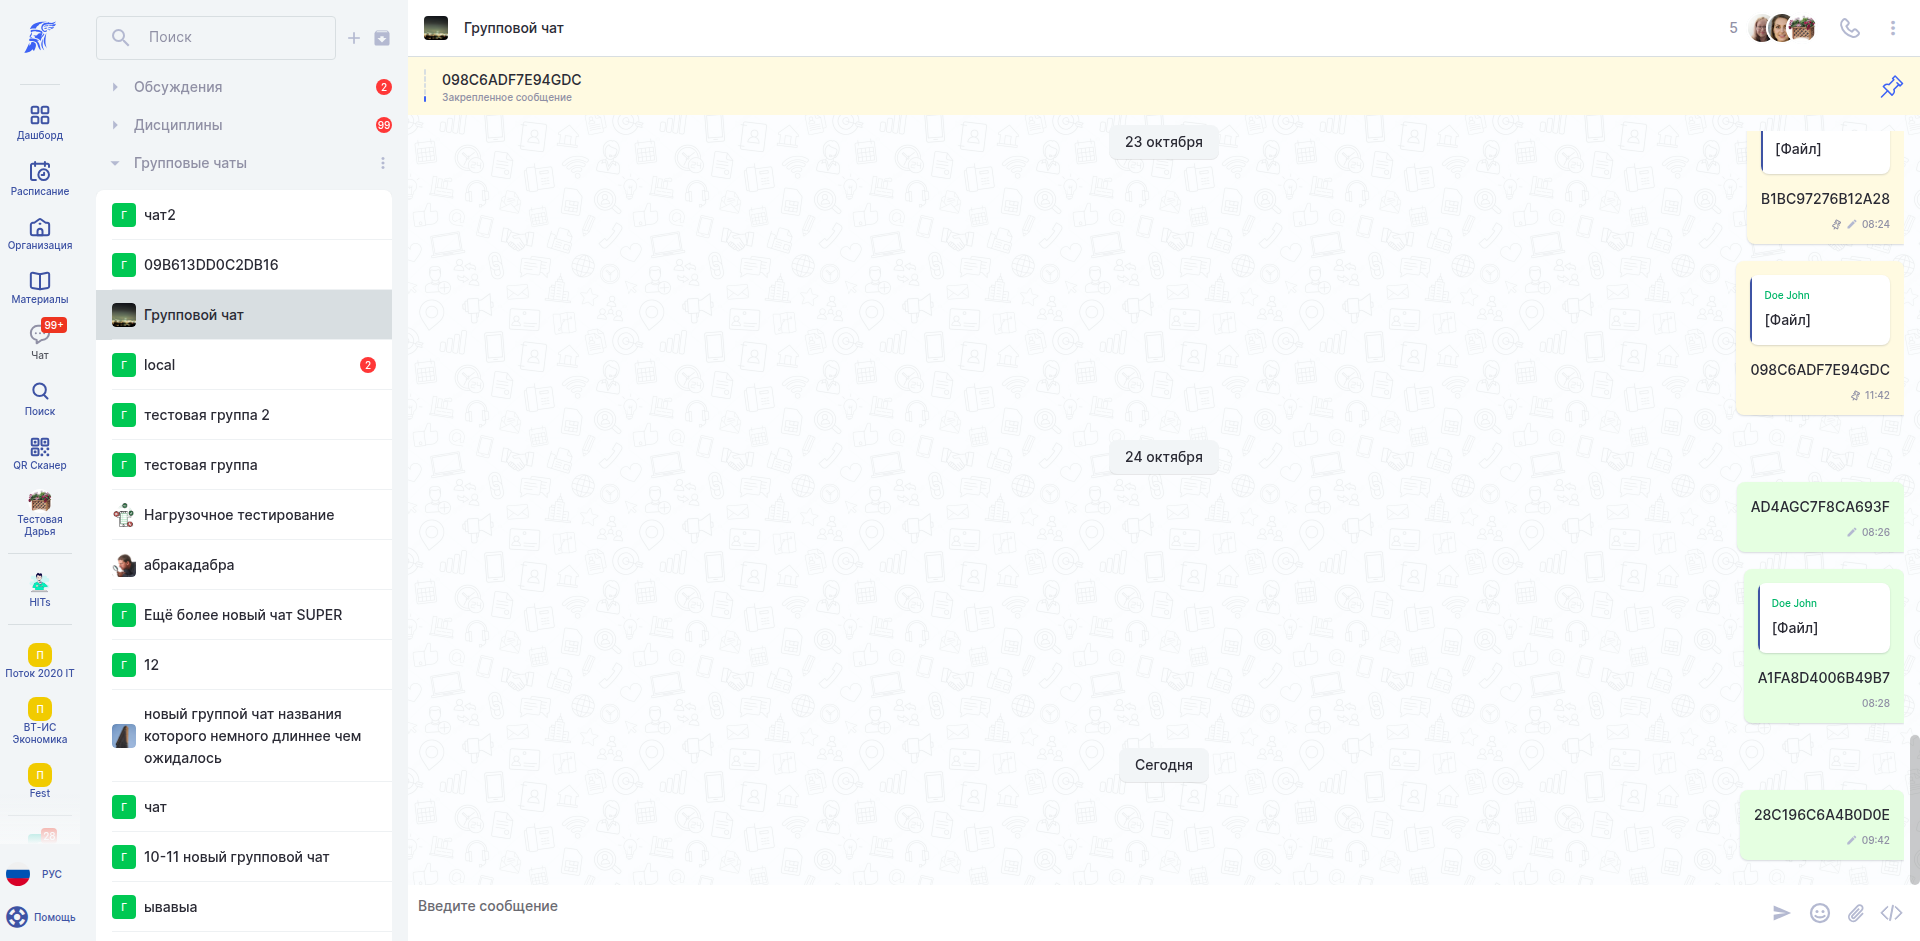 Дашборд
Расписание
Организация
Материалы
99+
Чат
Поиск
QR Сканер
Тестовая
Дарья
HITs
П
Поток 2020 IT
П
ВТ-ИС
Экономика
П
Fest
28
РУС
Помощь
Поиск
Обсуждения
2
Дисциплины
99
Групповые чаты
Г
чат2
Г
09B613DD0C2DB16
Групповой чат
Г
local
2
Г
тестовая группа 2
Г
тестовая группа
Нагрузочное тестирование
абракадабра
Г
Ещё более новый чат SUPER
Г
12
новый группой чат названия
которого немного длиннее чем
ожидалось
Г
чат
Г
10-11 новый групповой чат
Г
ывавыа
Групповой чат
5
098C6ADF7E94GDC
Закрепленное сообщение
23 октября
[Файл]
B1BC97276B12A28
08:24
Doe John
[Файл]
098C6ADF7E94GDC
11:42
24 октября
AD4AGC7F8CA693F
08:26
Doe John
[Файл]
A1FA8D4006B49B7
08:28
Сегодня
28C196C6A4B0D0E
09:42
Введите сообщение